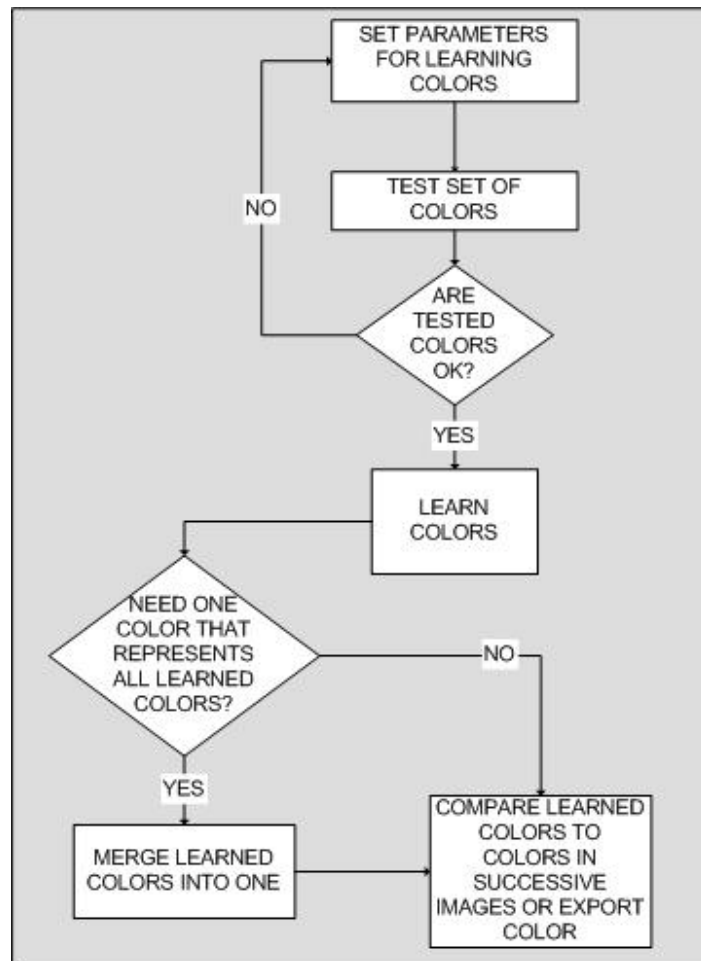 SET PARAMETERS
FOR LEARNING
COLORS
TEST SET OF
COLORS
NO
ARE
TESTED
COLORS
OK?
YES
LEARN
COLORS
NEED ONE
COLOR THAT
REPRESENTS
ALL LEARNED
COLORS?
NO
YES
MERGE LEARNED
COLORS INTO ONE
COMPARE LEARNED
COLORS TO
COLORS IN
SUCCESSIVE
IMAGES OR EXPORT
COLOR